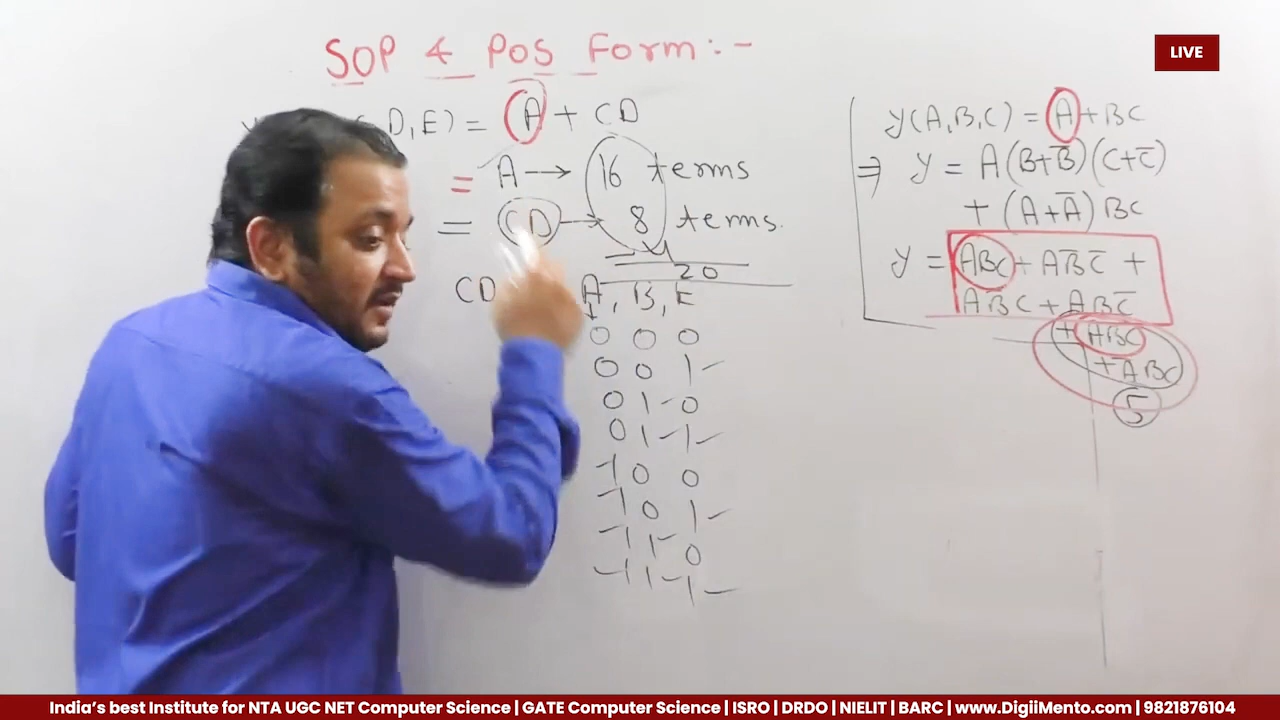 SOP & POS Form:-
LIVE
D,E) = A + CD
= A → 16 terms
= CD → 8 terms.
20
CD A, B, E
0 0 0
0 0 1
0 1 0
0 1 1
1 0 0
1 0 1
1 1 0
1 1 1
y(A,B,C) = A+BC
⇒ y = A(B+B̅)(C+C̅)
+ (A+A̅) BC
y = ABC + AB̅C̅ +
AB̅C + ABC̅
+ ABC
+ A̅BC
5
India's best Institute for NTA UGC NET Computer Science | GATE Computer Science | ISRO | DRDO | NIELIT | BARC | www.DigiiMento.com | 9821876104